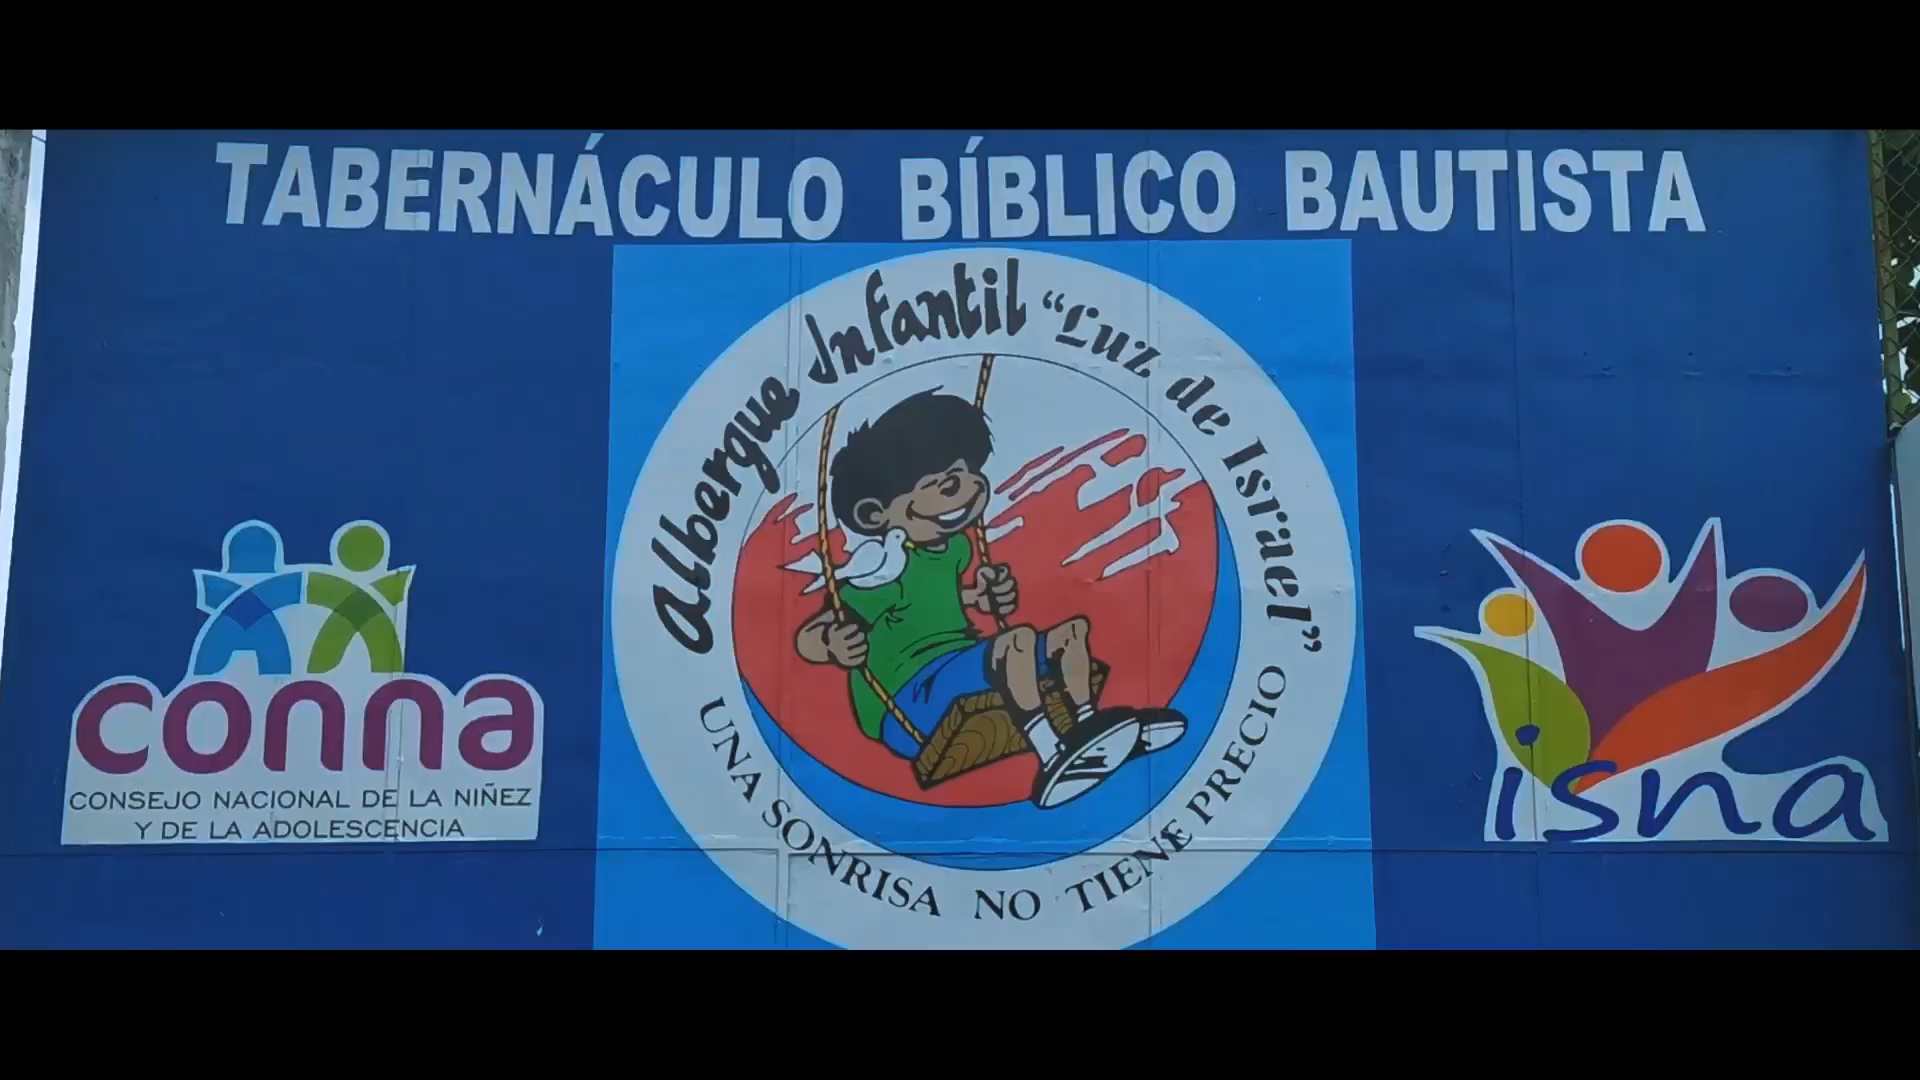 TABERNÁCULO BÍBLICO BAUTISTA
Albergue Infantil "Luz de Israel"
UNA SONRISA NO TIENE PRECIO
conna
CONSEJO NACIONAL DE LA NIÑEZ
Y DE LA ADOLESCENCIA
isna